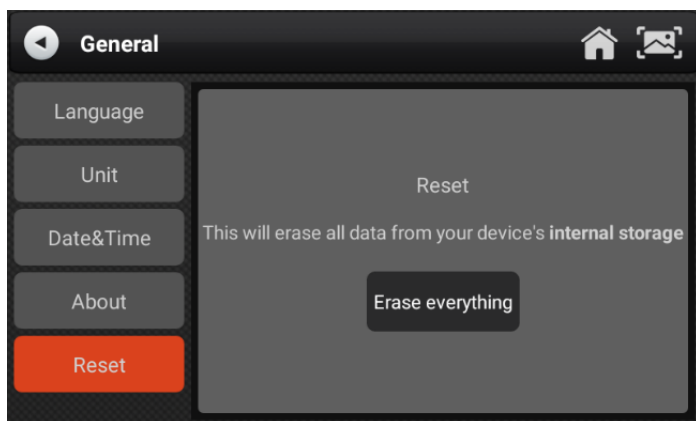 General
Language
Unit
Date&Time
About
Reset
Reset
This will erase all data from your device's internal storage
Erase everything